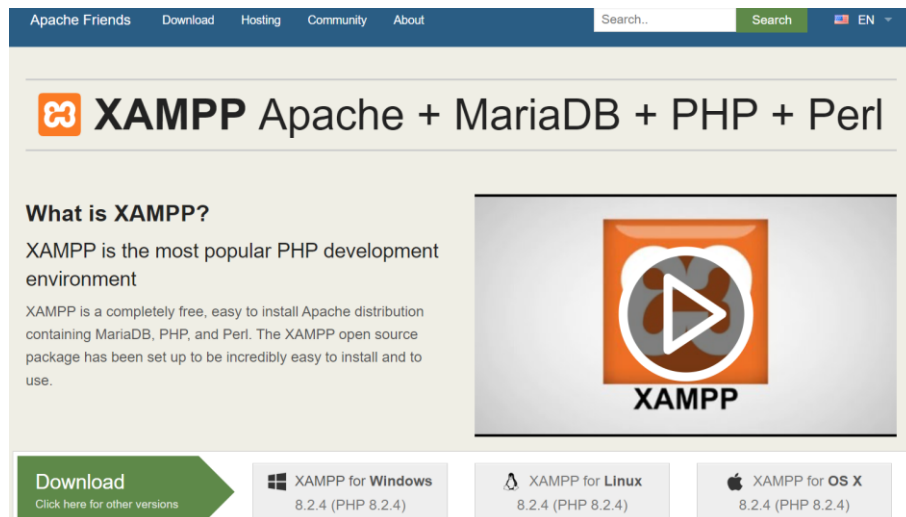 Apache Friends Download Hosting Community About Search.. Search EN
XAMPP Apache + MariaDB + PHP + Perl
What is XAMPP?
XAMPP is the most popular PHP development
environment
XAMPP is a completely free, easy to install Apache distribution
containing MariaDB, PHP, and Perl. The XAMPP open source
package has been set up to be incredibly easy to install and to
use.
XAMPP
Download
Click here for other versions
XAMPP for Windows
8.2.4 (PHP 8.2.4)
XAMPP for Linux
8.2.4 (PHP 8.2.4)
XAMPP for OS X
8.2.4 (PHP 8.2.4)